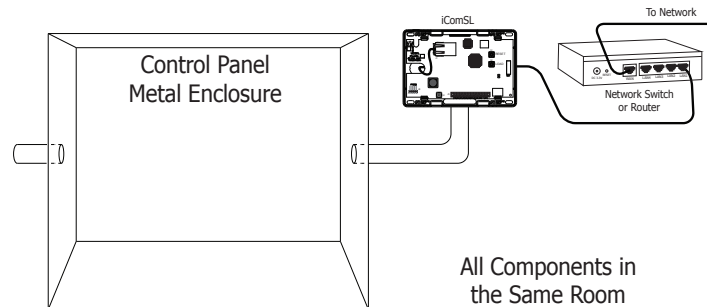 To Network
iComSL
Control Panel
Metal Enclosure
Network Switch
or Router
All Components in
the Same Room